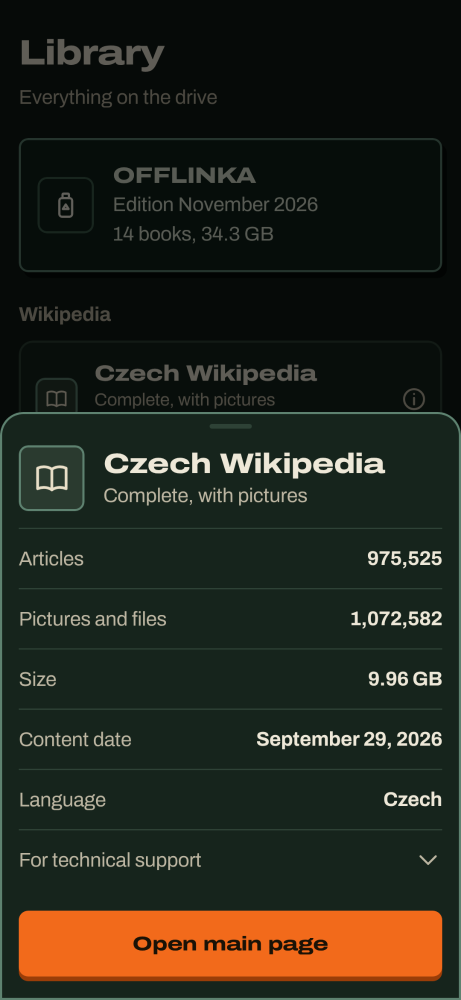 Library
Everything on the drive
OFFLINKA
Edition November 2026
14 books, 34.3 GB
Wikipedia
Czech Wikipedia
Complete, with pictures
Czech Wikipedia
Complete, with pictures
Articles 975,525
Pictures and files 1,072,582
Size 9.96 GB
Content date September 29, 2026
Language Czech
For technical support
Open main page